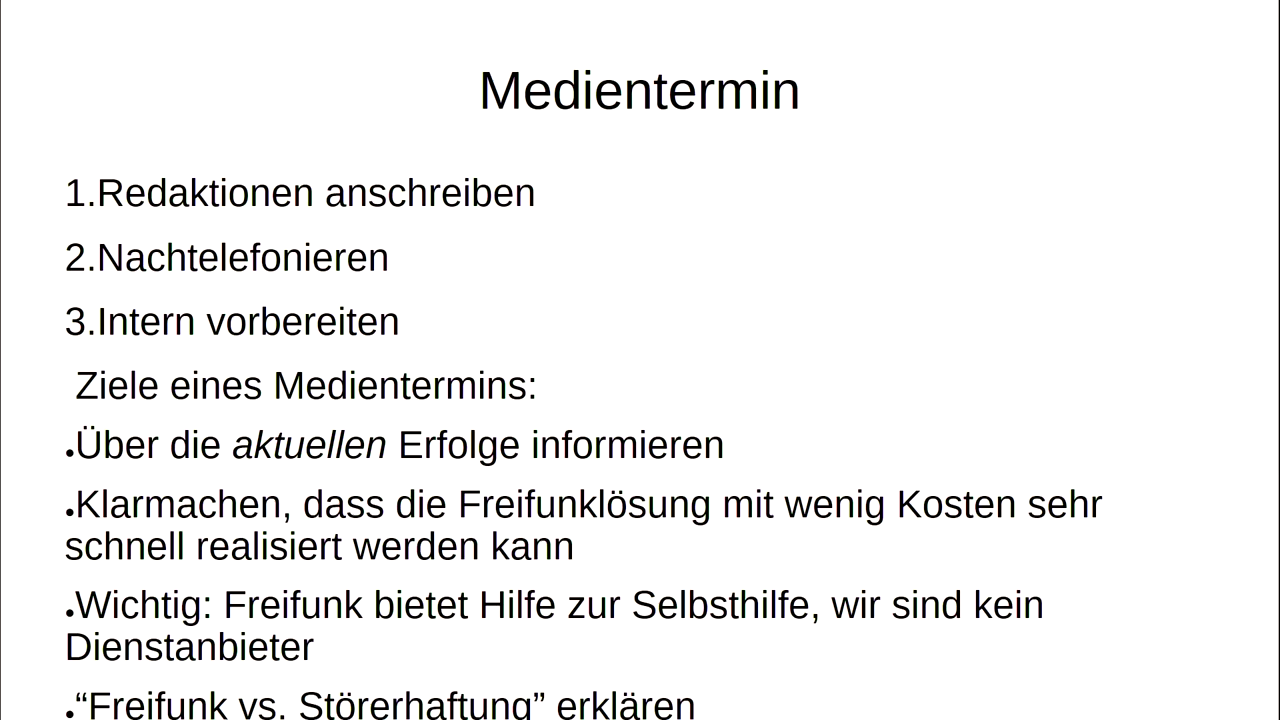 Medientermin
1.Redaktionen anschreiben
2.Nachtelefonieren
3.Intern vorbereiten
Ziele eines Medientermins:
•Über die aktuellen Erfolge informieren
•Klarmachen, dass die Freifunklösung mit wenig Kosten sehr
schnell realisiert werden kann
•Wichtig: Freifunk bietet Hilfe zur Selbsthilfe, wir sind kein
Dienstanbieter
•“Freifunk vs. Störerhaftung” erklären